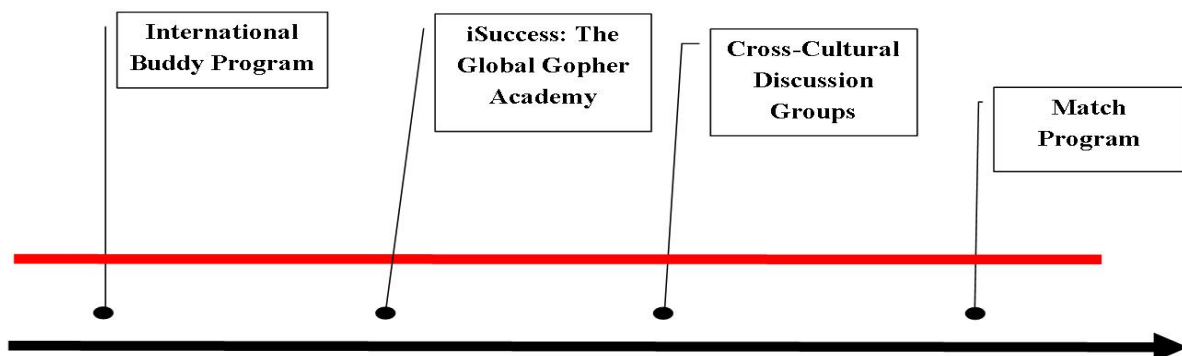 International
Buddy Program
iSuccess: The
Global Gopher
Academy
Cross-Cultural
Discussion
Groups
Match
Program